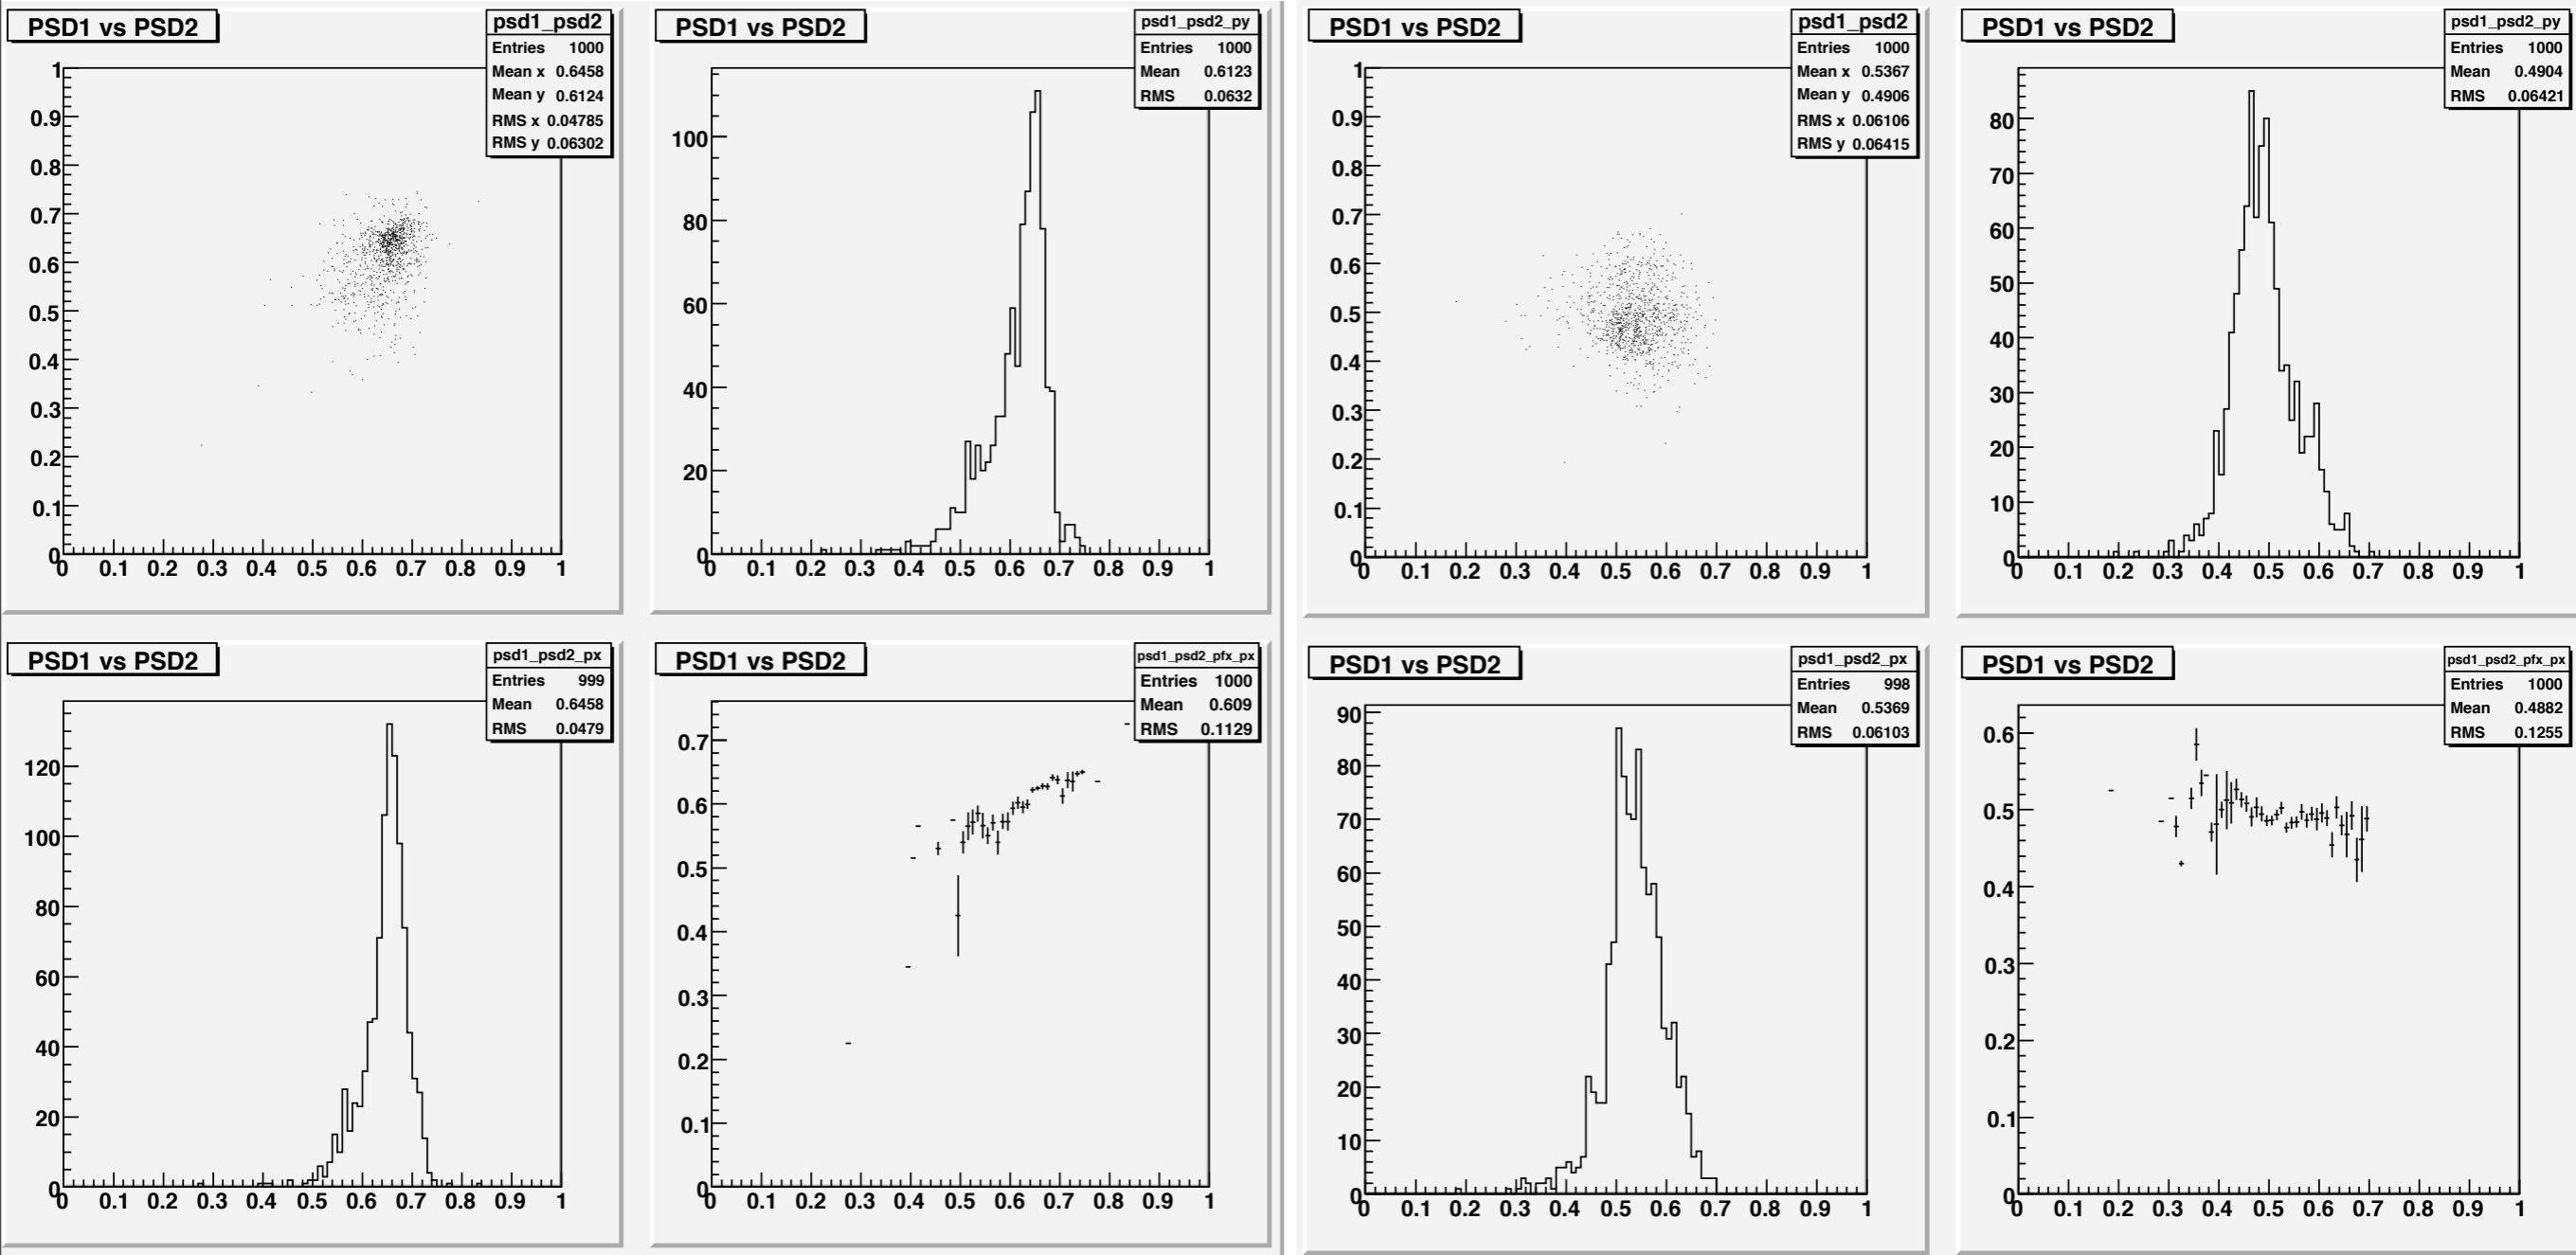 PSD1 vs PSD2
psd1_psd2
Entries 1000
Mean x 0.6458
Mean y 0.6124
RMS x 0.04785
RMS y 0.06302
1
0.9
0.8
0.7
0.6
0.5
0.4
0.3
0.2
0.1
0
0 0.1 0.2 0.3 0.4 0.5 0.6 0.7 0.8 0.9 1
PSD1 vs PSD2
psd1_psd2_py
Entries 1000
Mean 0.6123
RMS 0.0632
100
80
60
40
20
0
0 0.1 0.2 0.3 0.4 0.5 0.6 0.7 0.8 0.9 1
PSD1 vs PSD2
psd1_psd2
Entries 1000
Mean x 0.5367
Mean y 0.4906
RMS x 0.06106
RMS y 0.06415
1
0.9
0.8
0.7
0.6
0.5
0.4
0.3
0.2
0.1
0
0 0.1 0.2 0.3 0.4 0.5 0.6 0.7 0.8 0.9 1
PSD1 vs PSD2
psd1_psd2_py
Entries 1000
Mean 0.4904
RMS 0.06421
80
70
60
50
40
30
20
10
0
0 0.1 0.2 0.3 0.4 0.5 0.6 0.7 0.8 0.9 1
PSD1 vs PSD2
psd1_psd2_px
Entries 999
Mean 0.6458
RMS 0.0479
120
100
80
60
40
20
0
0 0.1 0.2 0.3 0.4 0.5 0.6 0.7 0.8 0.9 1
PSD1 vs PSD2
psd1_psd2_pfx_px
Entries 1000
Mean 0.609
RMS 0.1129
0.7
0.6
0.5
0.4
0.3
0.2
0.1
0
0 0.1 0.2 0.3 0.4 0.5 0.6 0.7 0.8 0.9 1
PSD1 vs PSD2
psd1_psd2_px
Entries 998
Mean 0.5369
RMS 0.06103
90
80
70
60
50
40
30
20
10
0
0 0.1 0.2 0.3 0.4 0.5 0.6 0.7 0.8 0.9 1
PSD1 vs PSD2
psd1_psd2_pfx_px
Entries 1000
Mean 0.4882
RMS 0.1255
0.6
0.5
0.4
0.3
0.2
0.1
0
0 0.1 0.2 0.3 0.4 0.5 0.6 0.7 0.8 0.9 1